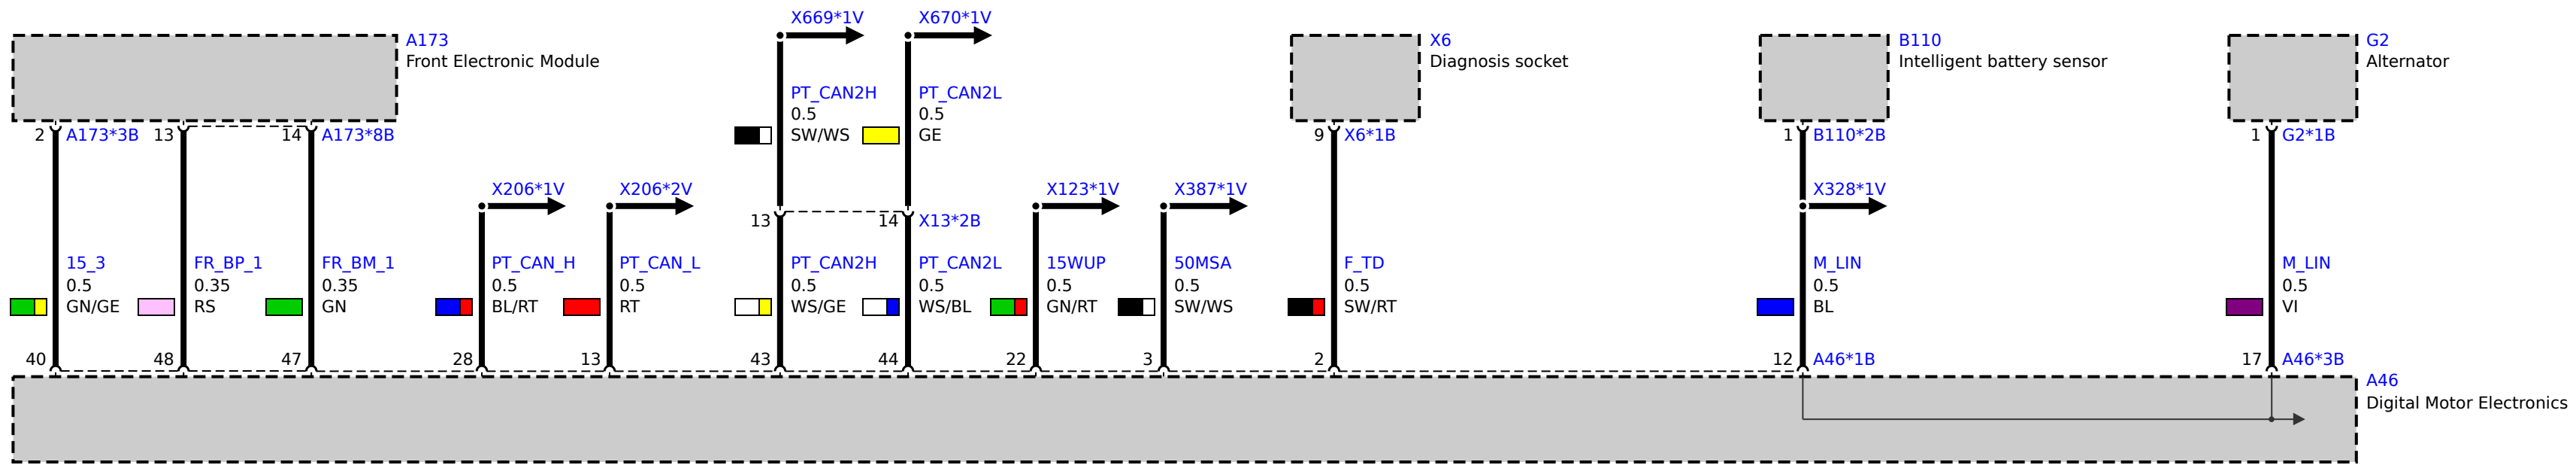 X669*1V
X670*1V
A173
Front Electronic Module
X6
Diagnosis socket
B110
Intelligent battery sensor
G2
Alternator
PT_CAN2H
0.5
SW/WS
PT_CAN2L
0.5
GE
2
A173*3B
13
14
A173*8B
9
X6*1B
1
B110*2B
1
G2*1B
X206*1V
X206*2V
X123*1V
X387*1V
X328*1V
13
14
X13*2B
15_3
0.5
GN/GE
FR_BP_1
0.35
RS
FR_BM_1
0.35
GN
PT_CAN_H
0.5
BL/RT
PT_CAN_L
0.5
RT
PT_CAN2H
0.5
WS/GE
PT_CAN2L
0.5
WS/BL
15WUP
0.5
GN/RT
50MSA
0.5
SW/WS
F_TD
0.5
SW/RT
M_LIN
0.5
BL
M_LIN
0.5
VI
40
48
47
28
13
43
44
22
3
2
12
A46*1B
17
A46*3B
A46
Digital Motor Electronics